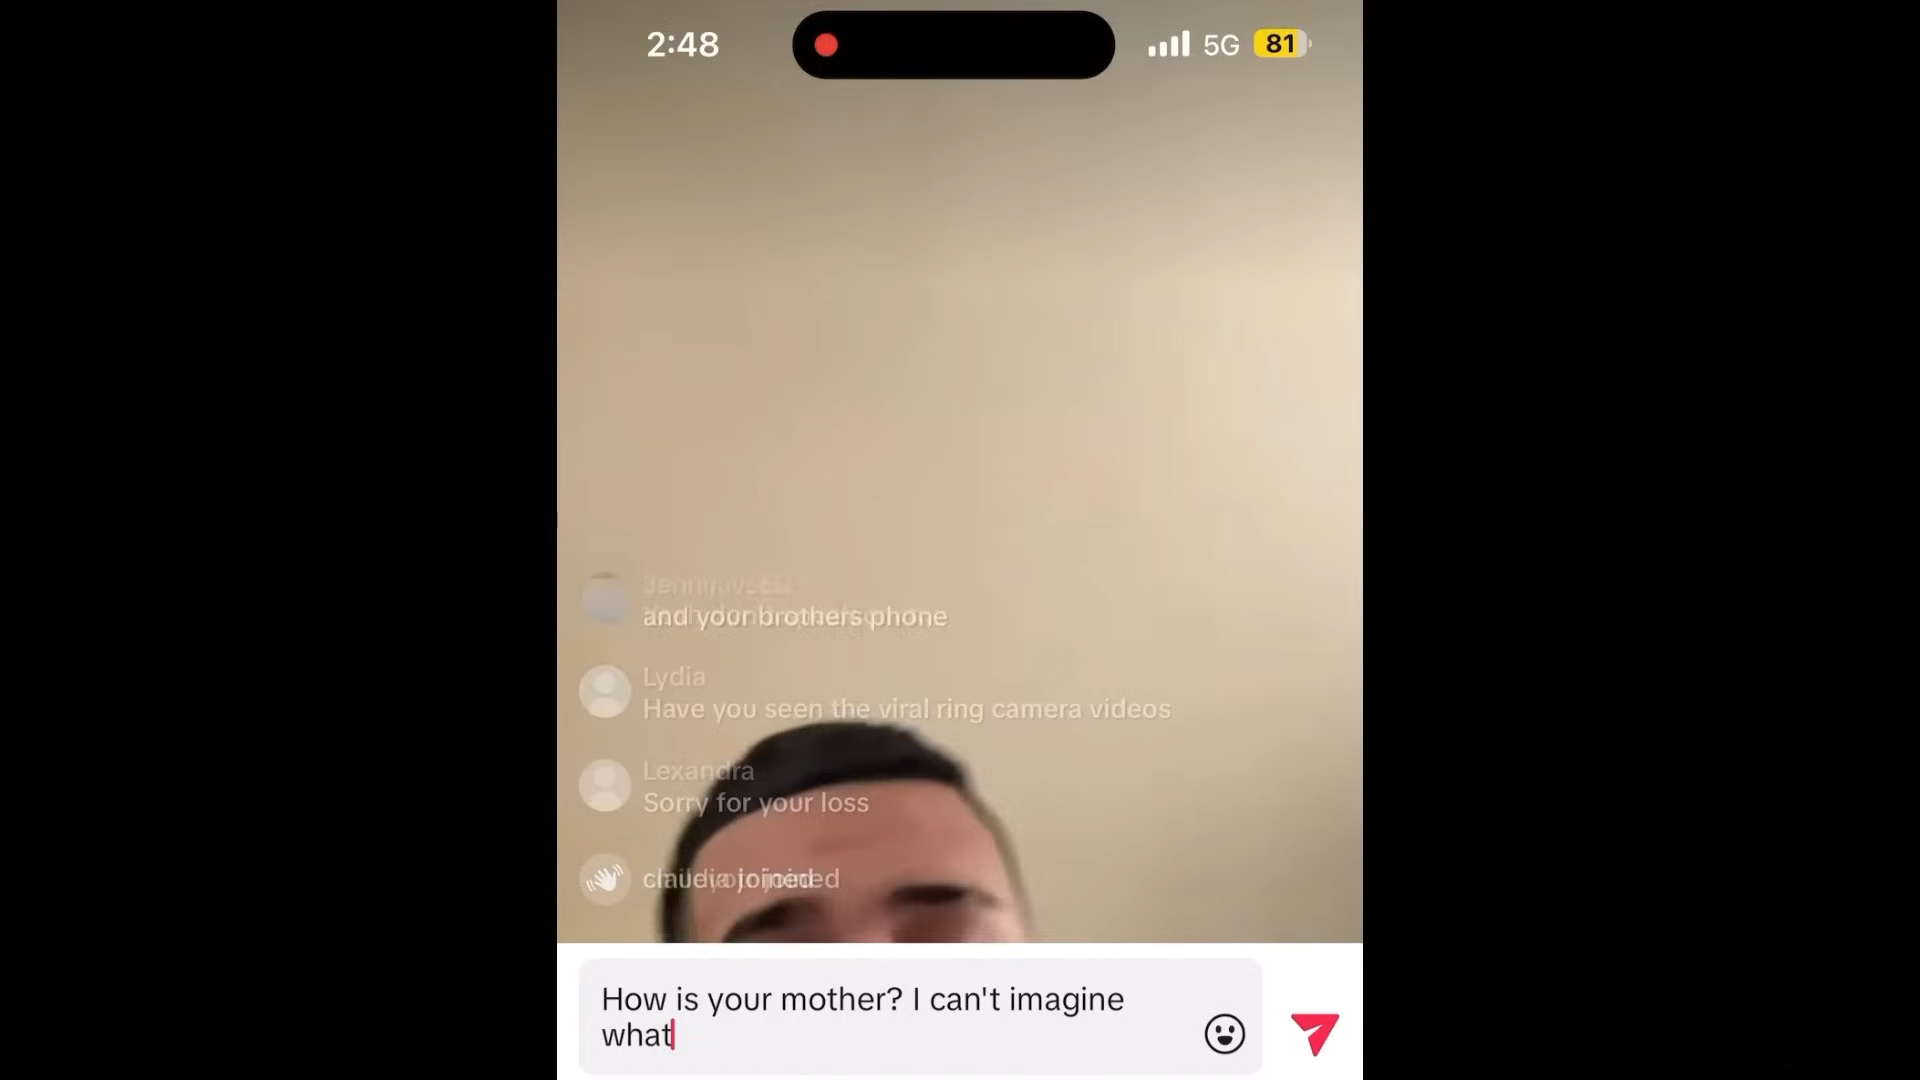 2:48
5G
81
and your brothers phone
Lydia
Have you seen the viral ring camera videos
Lexandra
Sorry for your loss
joined
How is your mother? I can't imagine
what